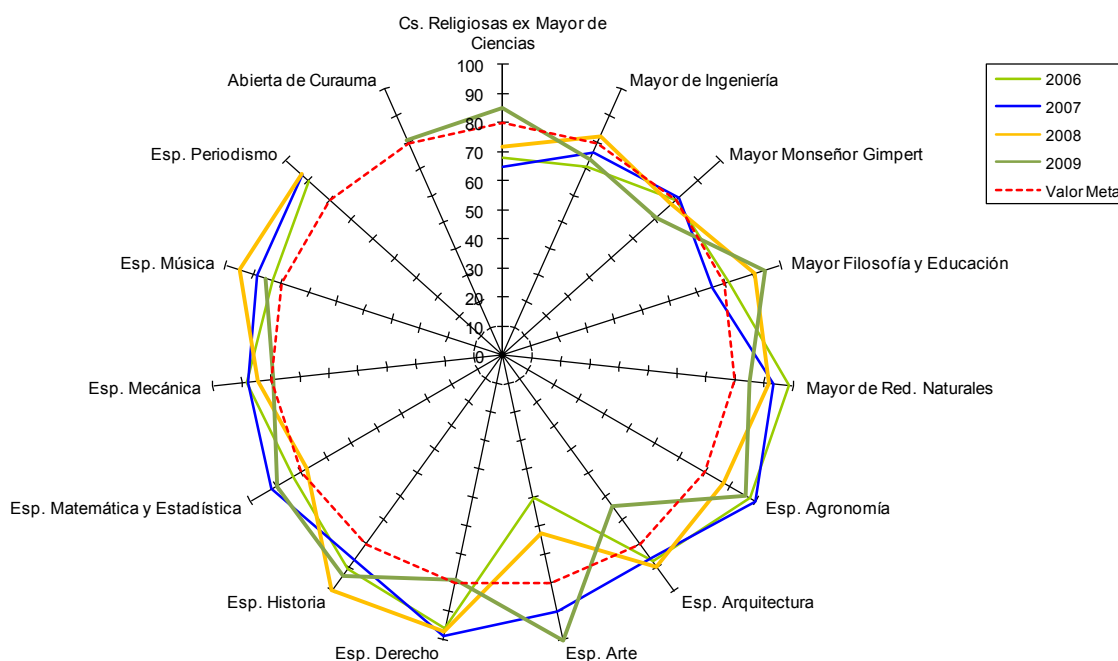 Cs. Religiosas ex Mayor de
Ciencias
Mayor de Ingeniería
Mayor Monseñor Gimpert
Mayor Filosofía y Educación
Mayor de Red. Naturales
Esp. Agronomía
Esp. Arquitectura
Esp. Arte
Esp. Derecho
Esp. Historia
Esp. Matemática y Estadística
Esp. Mecánica
Esp. Música
Esp. Periodismo
Abierta de Curauma
100
90
80
70
60
50
40
30
20
10
0
2006
2007
2008
2009
Valor Meta